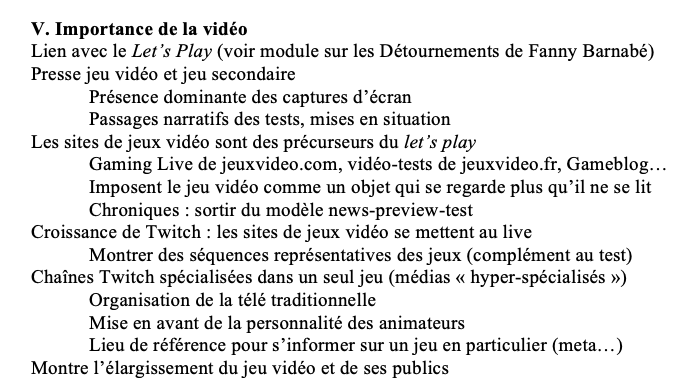 V. Importance de la vidéo
Lien avec le Let’s Play (voir module sur les Détournements de Fanny Barnabé)
Presse jeu vidéo et jeu secondaire
Présence dominante des captures d’écran
Passages narratifs des tests, mises en situation
Les sites de jeux vidéo sont des précurseurs du let’s play
Gaming Live de jeuxvideo.com, vidéo-tests de jeuxvideo.fr, Gameblog…
Imposent le jeu vidéo comme un objet qui se regarde plus qu’il ne se lit
Chroniques : sortir du modèle news-preview-test
Croissance de Twitch : les sites de jeux vidéo se mettent au live
Montrer des séquences représentatives des jeux (complément au test)
Chaînes Twitch spécialisées dans un seul jeu (médias « hyper-spécialisés »)
Organisation de la télé traditionnelle
Mise en avant de la personnalité des animateurs
Lieu de référence pour s’informer sur un jeu en particulier (meta…)
Montre l’élargissement du jeu vidéo et de ses publics